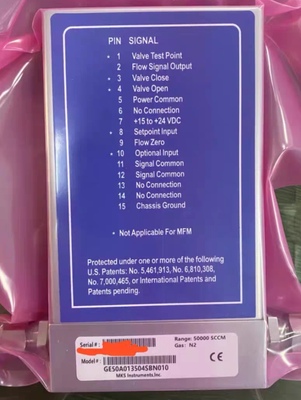 PIN SIGNAL
• 1 Valve Test Point
2 Flow Signal Output
• 3 Valve Close
• 4 Valve Open
5 Power Common
6 No Connection
7 +15 to +24 VDC
• 8 Setpoint Input
9 Flow Zero
• 10 Optional Input
11 Signal Common
12 Signal Common
13 No Connection
14 No Connection
15 Chassis Ground
• Not Applicable For MFM
Protected under one or more of the following
U.S. Patents: No. 5,461,913, No. 6,810,308,
No. 7,000,465, or International Patents and
Patents pending.
Serial #:
Range: 50000 SCCM
Model #:
Gas: N2
GE50A013504SBN010
MKS Instruments,Inc.